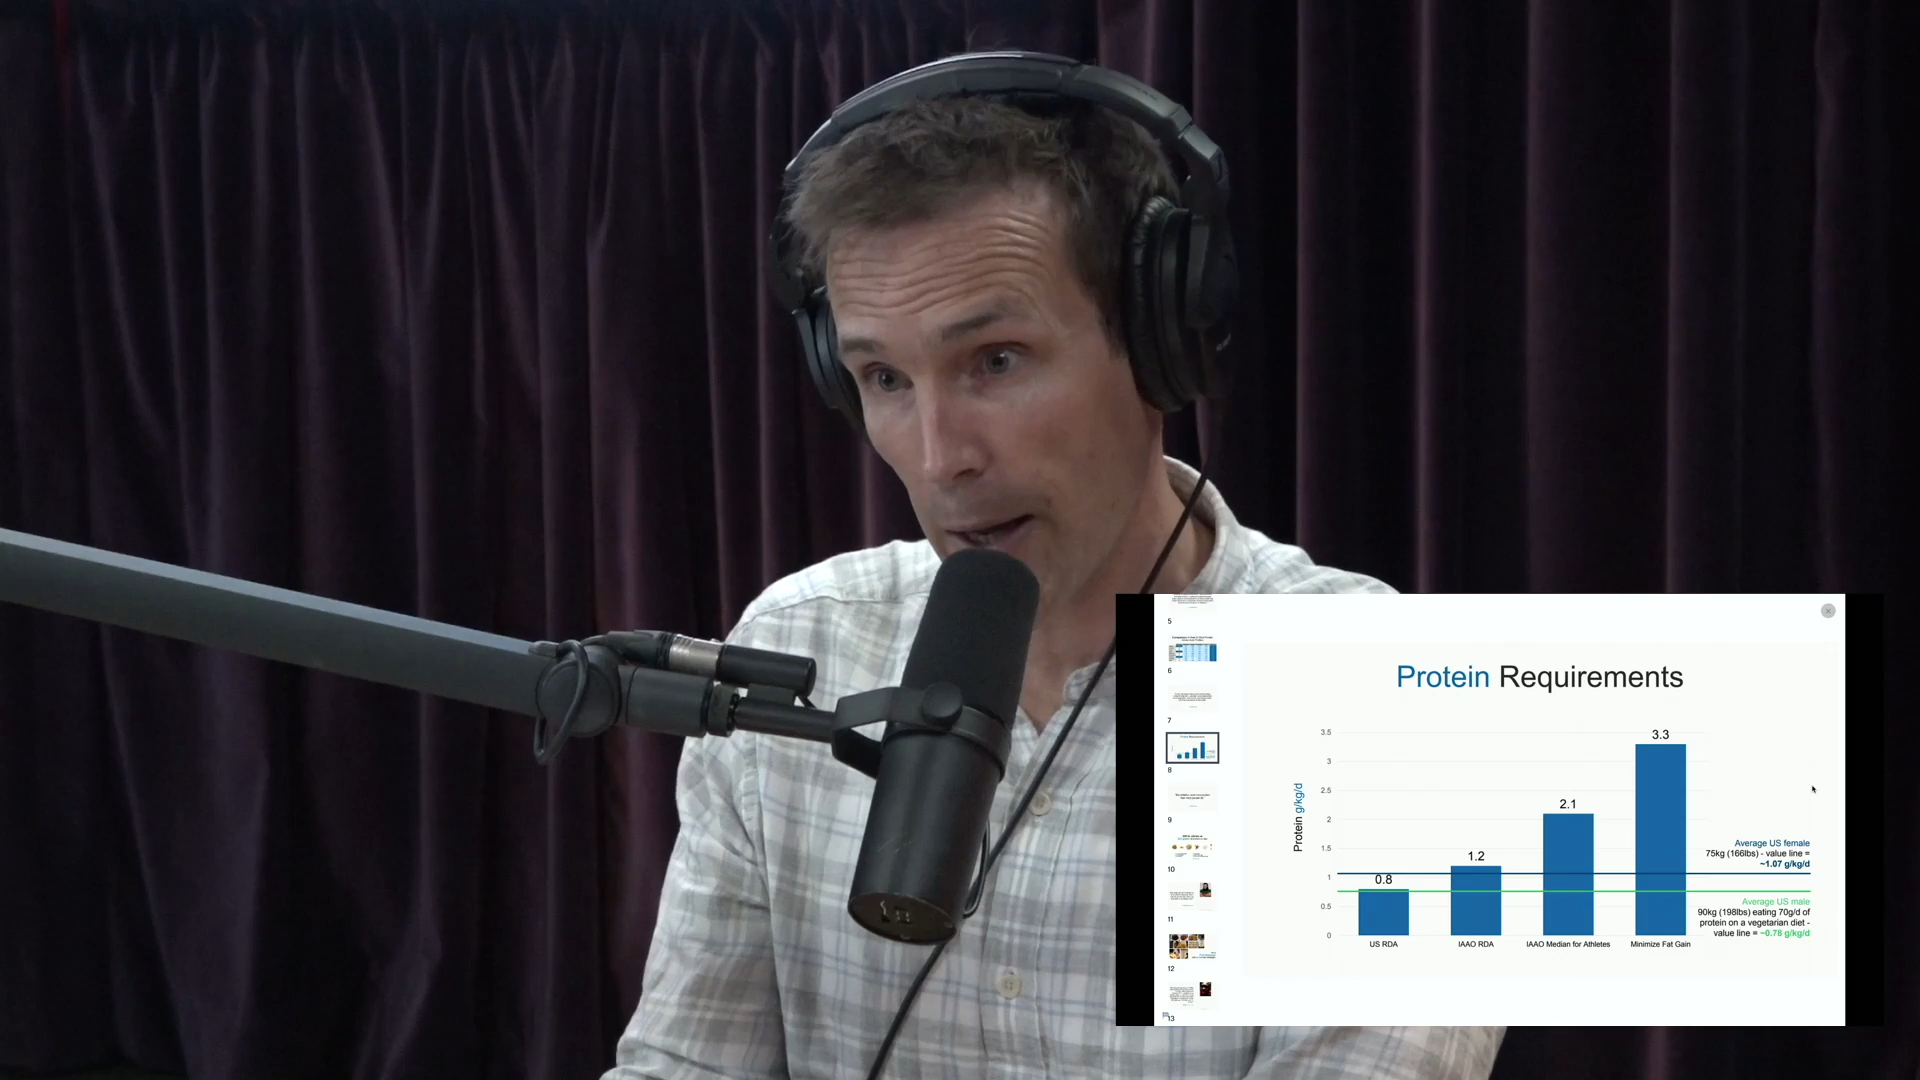 5
6
7
8
9
10
11
12
13
Protein Requirements
Protein g/kg/d
3.5
3
2.5
2
1.5
1
0.5
0
0.8
1.2
2.1
3.3
US RDA
IAAO RDA
IAAO Median for Athletes
Minimize Fat Gain
Average US female
75kg (166lbs) - value line =
~1.07 g/kg/d
Average US male
90kg (198lbs) eating 70g/d of
protein on a vegetarian diet -
value line = ~0.78 g/kg/d